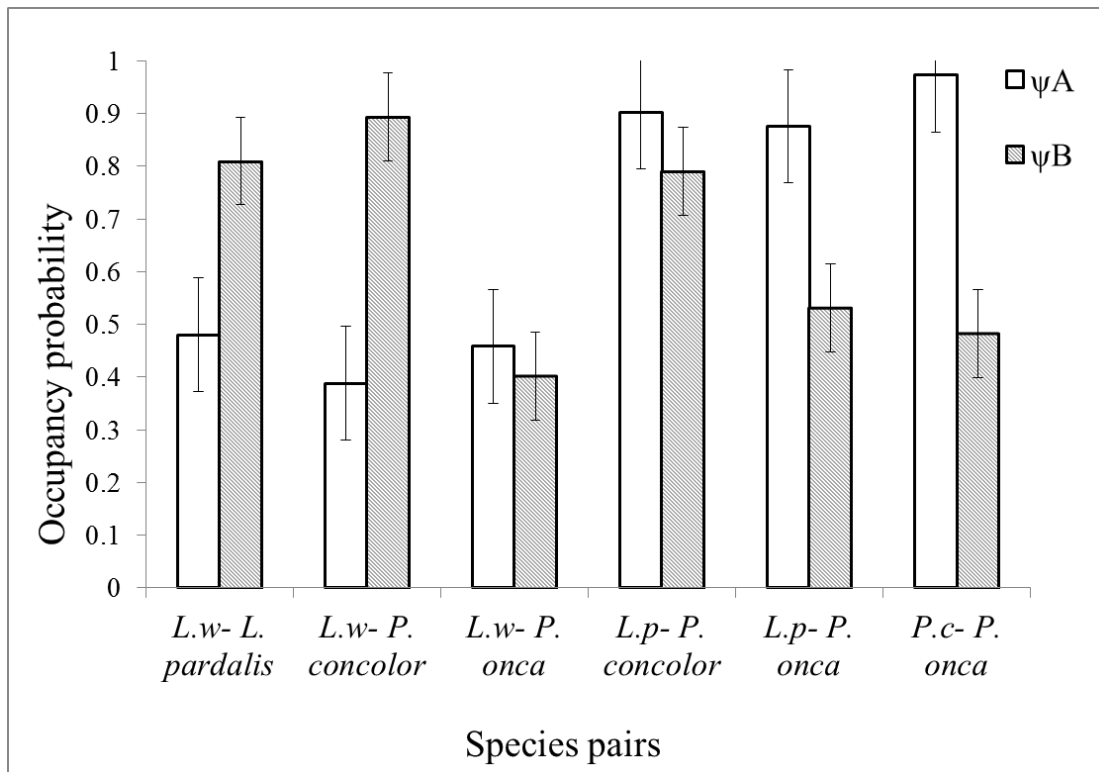 Occupancy probability
1
0.9
0.8
0.7
0.6
0.5
0.4
0.3
0.2
0.1
0
ψA
ψB
L.w- L.
pardalis
L.w- P.
concolor
L.w- P.
onca
L.p- P.
concolor
L.p- P.
onca
P.c- P.
onca
Species pairs